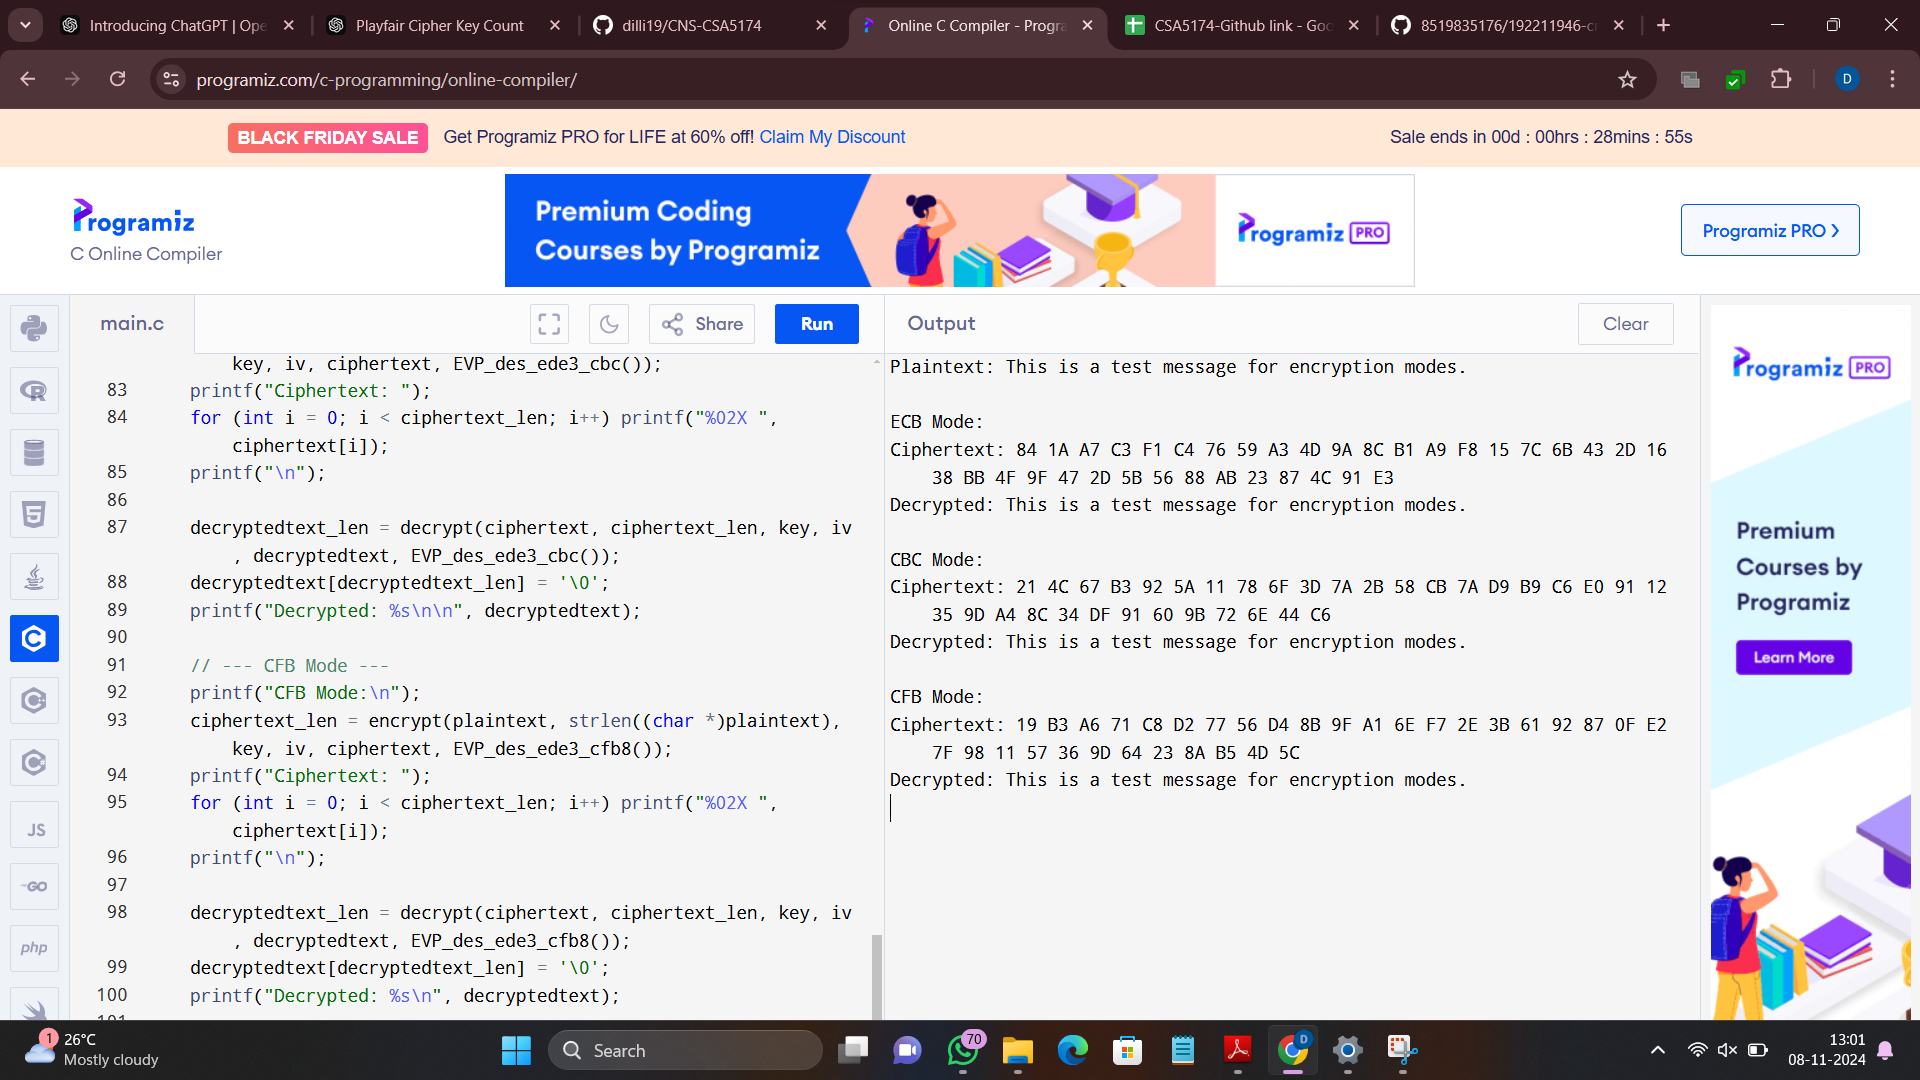 Introducing ChatGPT | Ope
Playfair Cipher Key Count
dilli19/CNS-CSA5174
Online C Compiler - Progra
CSA5174-Github link - Goo
8519835176/192211946-c
programiz.com/c-programming/online-compiler/
D
BLACK FRIDAY SALE Get Programiz PRO for LIFE at 60% off! Claim My Discount
Sale ends in 00d : 00hrs : 28mins : 55s
Programiz
C Online Compiler
Premium Coding
Courses by Programiz
Programiz PRO
Programiz PRO ›
main.c
Share
Run
Output
Clear
key, iv, ciphertext, EVP_des_ede3_cbc());
83 printf("Ciphertext: ");
84 for (int i = 0; i < ciphertext_len; i++) printf("%02X ",
ciphertext[i]);
85 printf("\n");
86
87 decryptedtext_len = decrypt(ciphertext, ciphertext_len, key, iv
, decryptedtext, EVP_des_ede3_cbc());
88 decryptedtext[decryptedtext_len] = '\0';
89 printf("Decrypted: %s\n\n", decryptedtext);
90
91 // --- CFB Mode ---
92 printf("CFB Mode:\n");
93 ciphertext_len = encrypt(plaintext, strlen((char *)plaintext),
key, iv, ciphertext, EVP_des_ede3_cfb8());
94 printf("Ciphertext: ");
95 for (int i = 0; i < ciphertext_len; i++) printf("%02X ",
ciphertext[i]);
96 printf("\n");
97
98 decryptedtext_len = decrypt(ciphertext, ciphertext_len, key, iv
, decryptedtext, EVP_des_ede3_cfb8());
99 decryptedtext[decryptedtext_len] = '\0';
100 printf("Decrypted: %s\n", decryptedtext);
101
Plaintext: This is a test message for encryption modes.
ECB Mode:
Ciphertext: 84 1A A7 C3 F1 C4 76 59 A3 4D 9A 8C B1 A9 F8 15 7C 6B 43 2D 16
38 BB 4F 9F 47 2D 5B 56 88 AB 23 87 4C 91 E3
Decrypted: This is a test message for encryption modes.
CBC Mode:
Ciphertext: 21 4C 67 B3 92 5A 11 78 6F 3D 7A 2B 58 CB 7A D9 B9 C6 E0 91 12
35 9D A4 8C 34 DF 91 60 9B 72 6E 44 C6
Decrypted: This is a test message for encryption modes.
CFB Mode:
Ciphertext: 19 B3 A6 71 C8 D2 77 56 D4 8B 9F A1 6E F7 2E 3B 61 92 87 0F E2
7F 98 11 57 36 9D 64 23 8A B5 4D 5C
Decrypted: This is a test message for encryption modes.
Programiz PRO
Premium
Courses by
Programiz
Learn More
JS
GO
php
1
26°C
Mostly cloudy
Search
70
D
13:01
08-11-2024